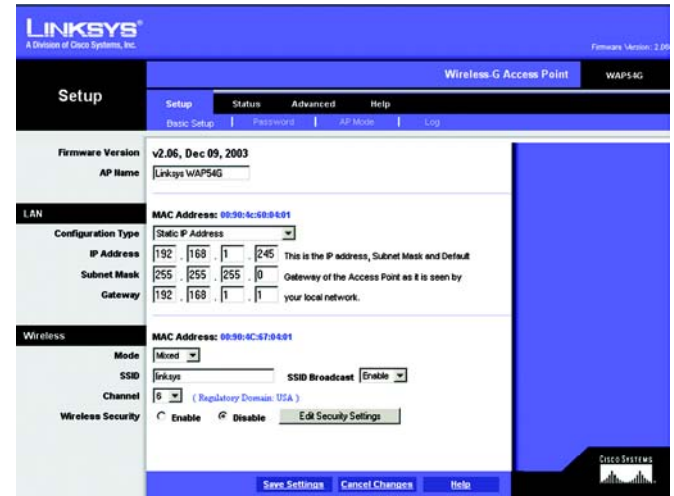 LINKSYS®
A Division of Cisco Systems, Inc.
Firmware Version: 2.06
Wireless-G Access Point WAP54G
Setup
Setup Status Advanced Help
Basic Setup | Password | AP Mode | Log
Firmware Version v2.06, Dec 09, 2003
AP Name Linksys WAP54G
LAN MAC Address: 00:90:4c:60:04:01
Configuration Type Static IP Address
IP Address 192 . 168 . 1 . 245 This is the IP address, Subnet Mask and Default
Subnet Mask 255 . 255 . 255 . 0 Gateway of the Access Point as it is seen by
Gateway 192 . 168 . 1 . 1 your local network.
Wireless MAC Address: 00:90:4C:67:04:01
Mode Mixed
SSID linksys SSID Broadcast Enable
Channel 6 ( Regulatory Domain: USA )
Wireless Security Enable Disable Edit Security Settings
Save Settings Cancel Changes Help
CISCO SYSTEMS